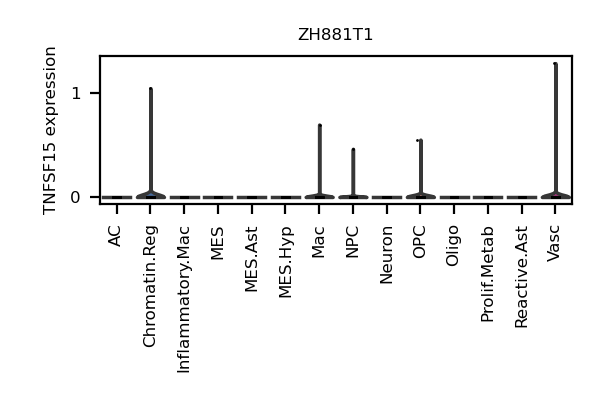 ZH881T1
TNFSF15 expression
1
0
AC
Chromatin.Reg
Inflammatory.Mac
MES
MES.Ast
MES.Hyp
Mac
NPC
Neuron
OPC
Oligo
Prolif.Metab
Reactive.Ast
Vasc